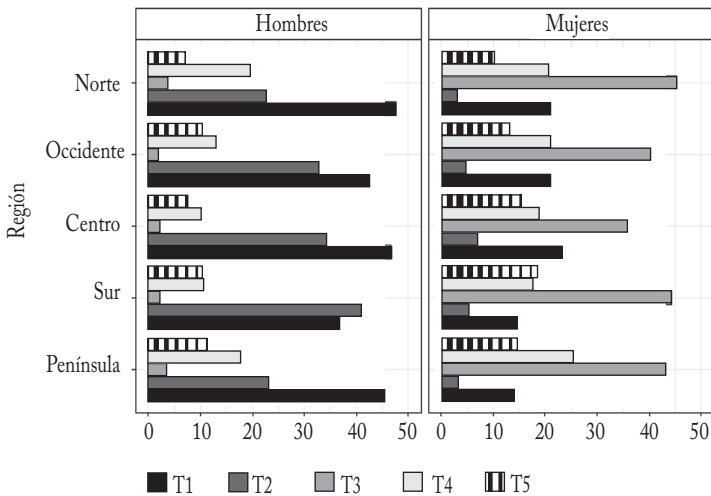 Hombres
Mujeres
Región
Norte
Occidente
Centro
Sur
Península
0 10 20 30 40 50
0 10 20 30 40 50
T1 T2 T3 T4 T5